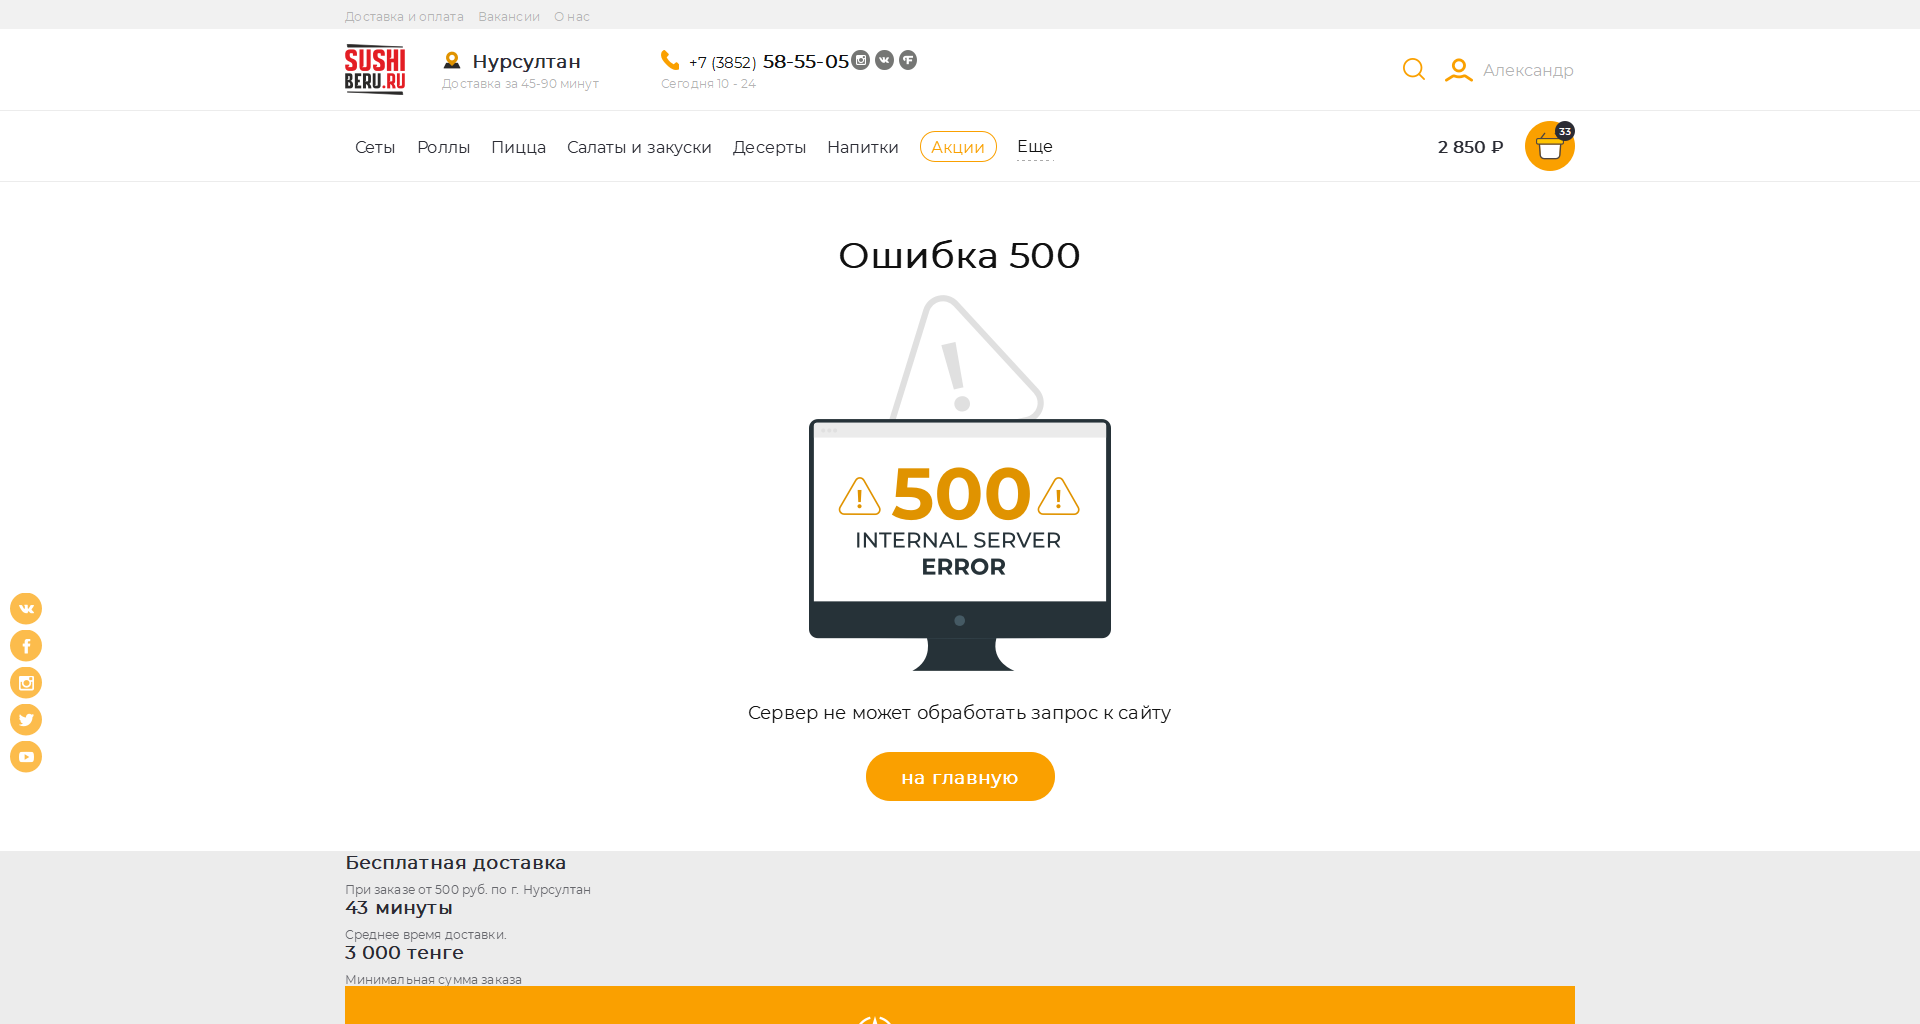 Доставка и оплата Вакансии О нас
SUSHI
BERU.RU
Нурсултан
Доставка за 45-90 минут
+7 (3852) 58-55-05
Сегодня 10 - 24
Александр
Сеты Роллы Пицца Салаты и закуски Десерты Напитки Акции Еще
2 850 ₽
33
Ошибка 500
500
INTERNAL SERVER
ERROR
Сервер не может обработать запрос к сайту
на главную
Бесплатная доставка
При заказе от 500 руб. по г. Нурсултан
43 минуты
Среднее время доставки.
3 000 тенге
Минимальная сумма заказа